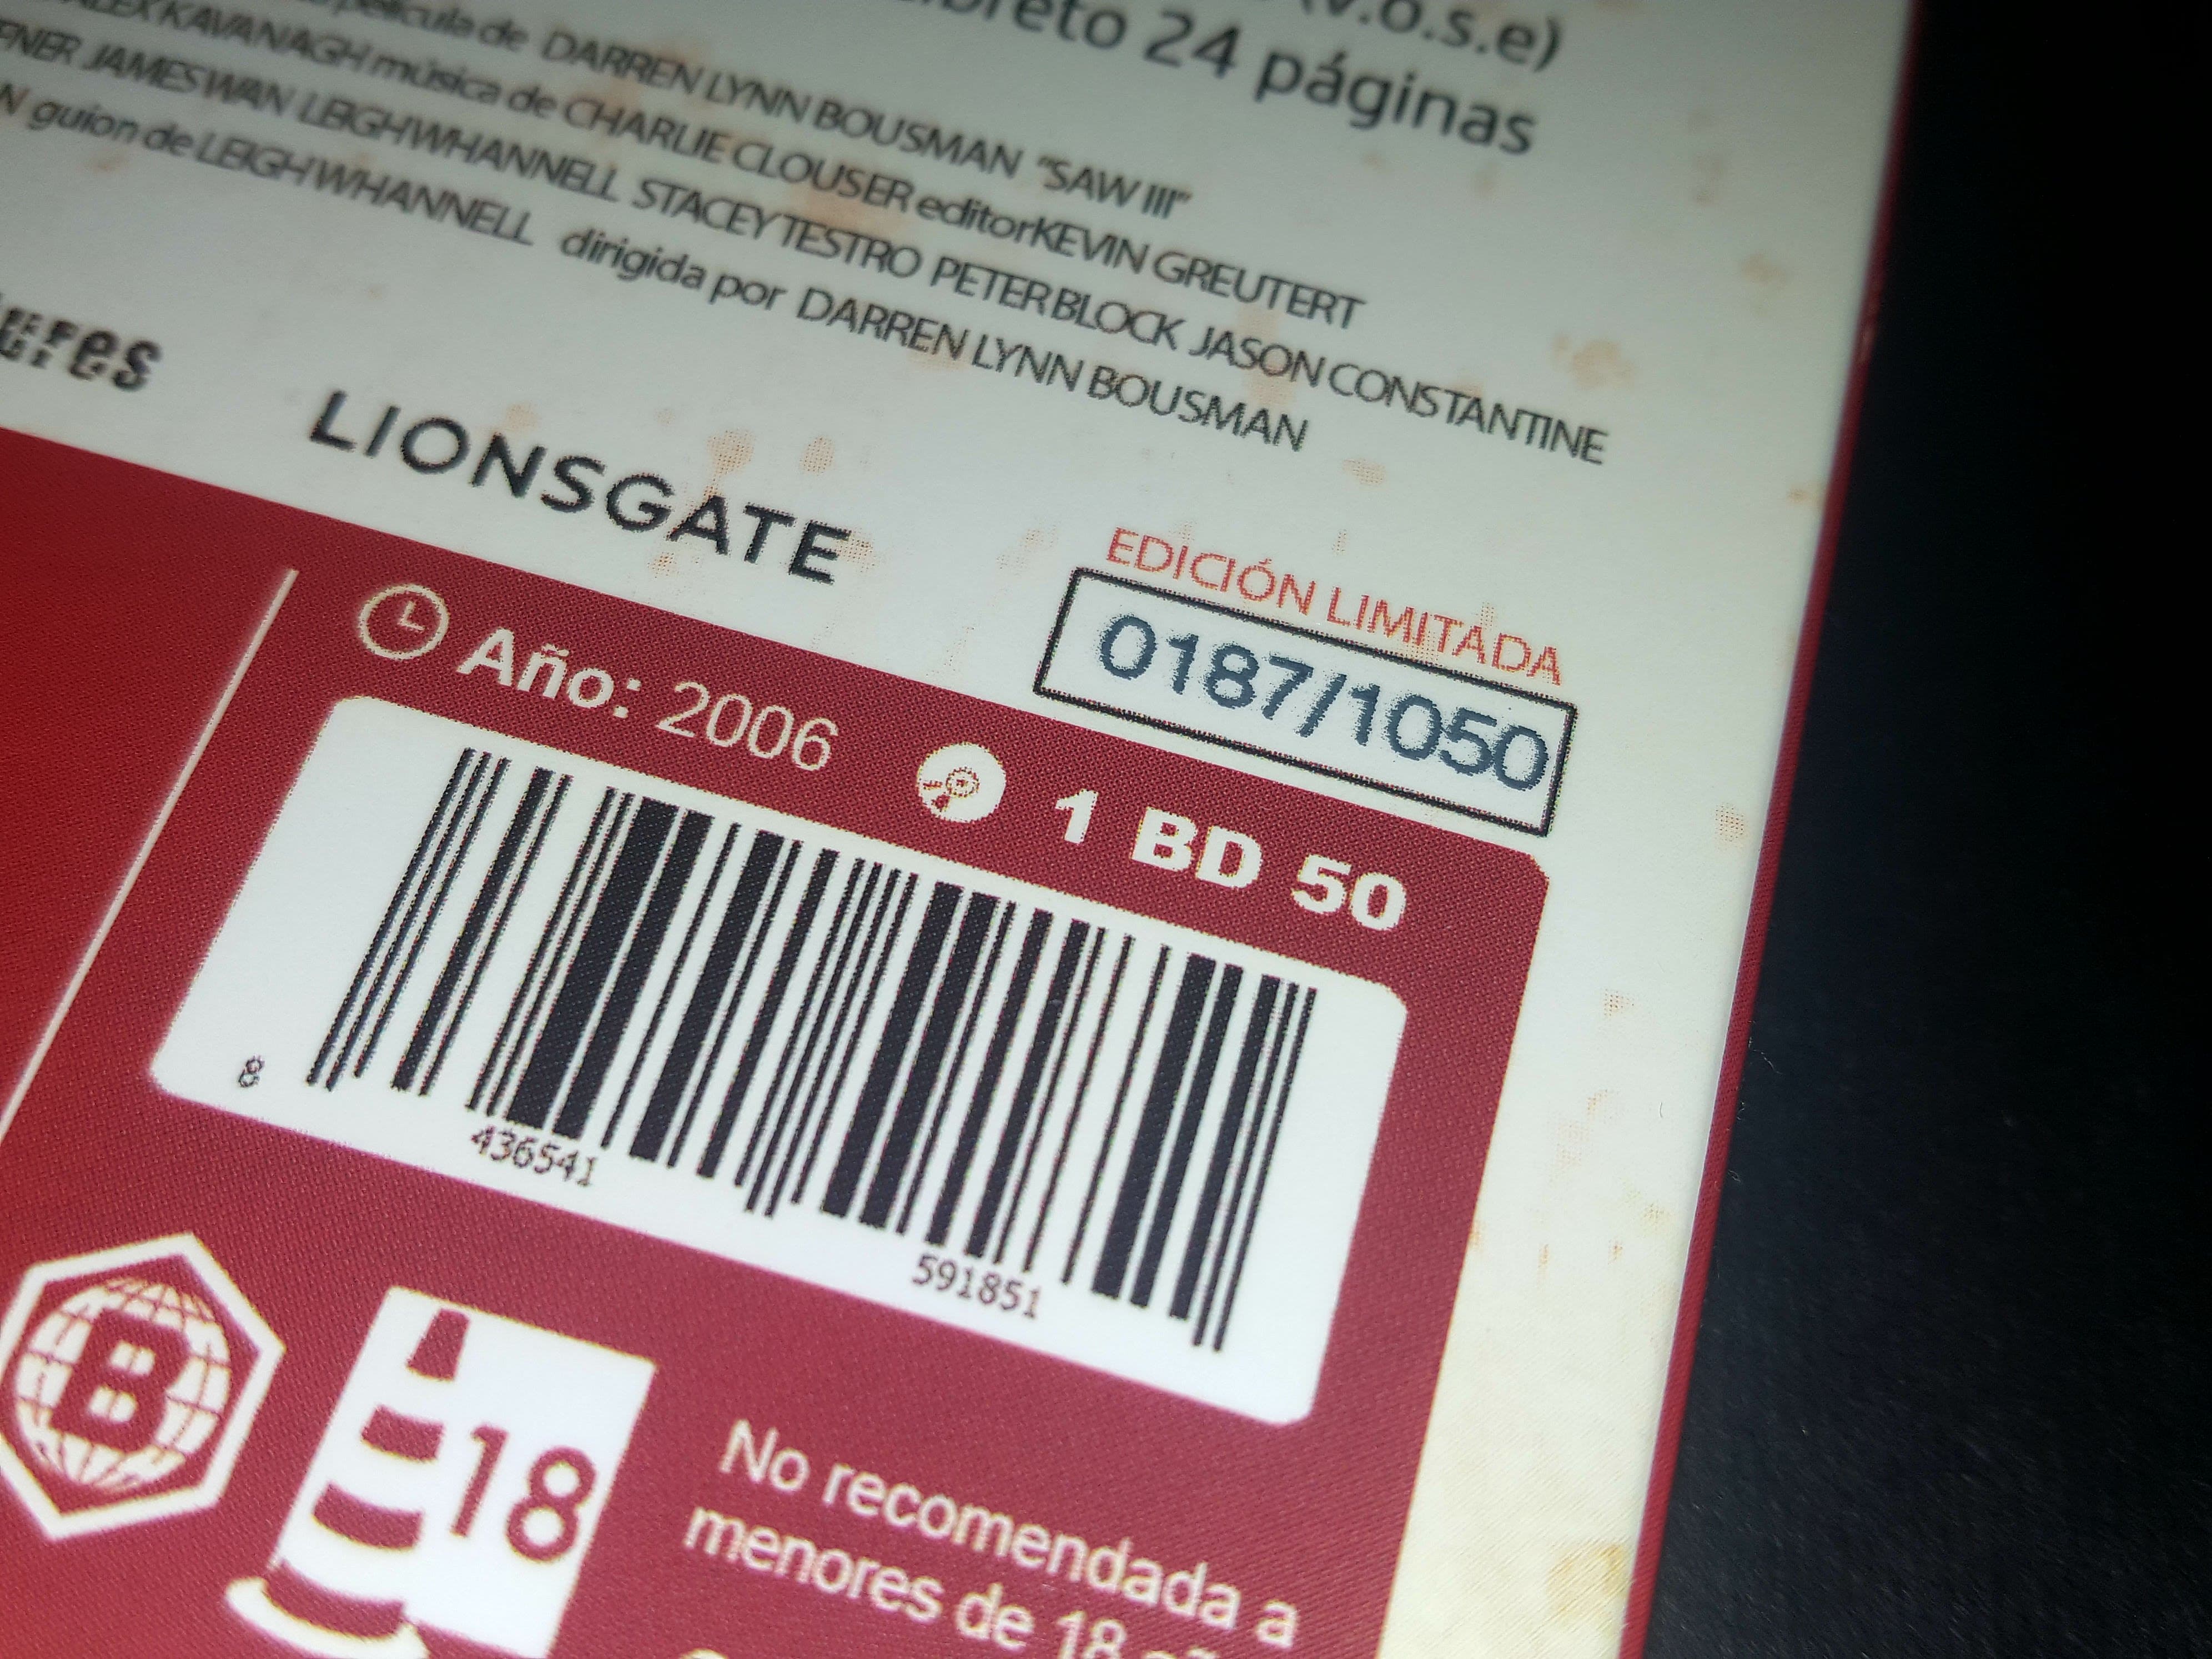 (v.o.s.e)
libreto 24 páginas
película de DARREN LYNN BOUSMAN "SAW III"
ALEX KAVANAGH música de CHARLIE CLOUSER editor KEVIN GREUTERT
JAMES WAN LEIGH WHANNELL STACEY TESTRO PETER BLOCK JASON CONSTANTINE
guion de LEIGH WHANNELL dirigida por DARREN LYNN BOUSMAN
LIONSGATE
EDICIÓN LIMITADA
0187/1050
Año: 2006
1 BD 50
8 436541 591851
B
18
No recomendada a
menores de 18